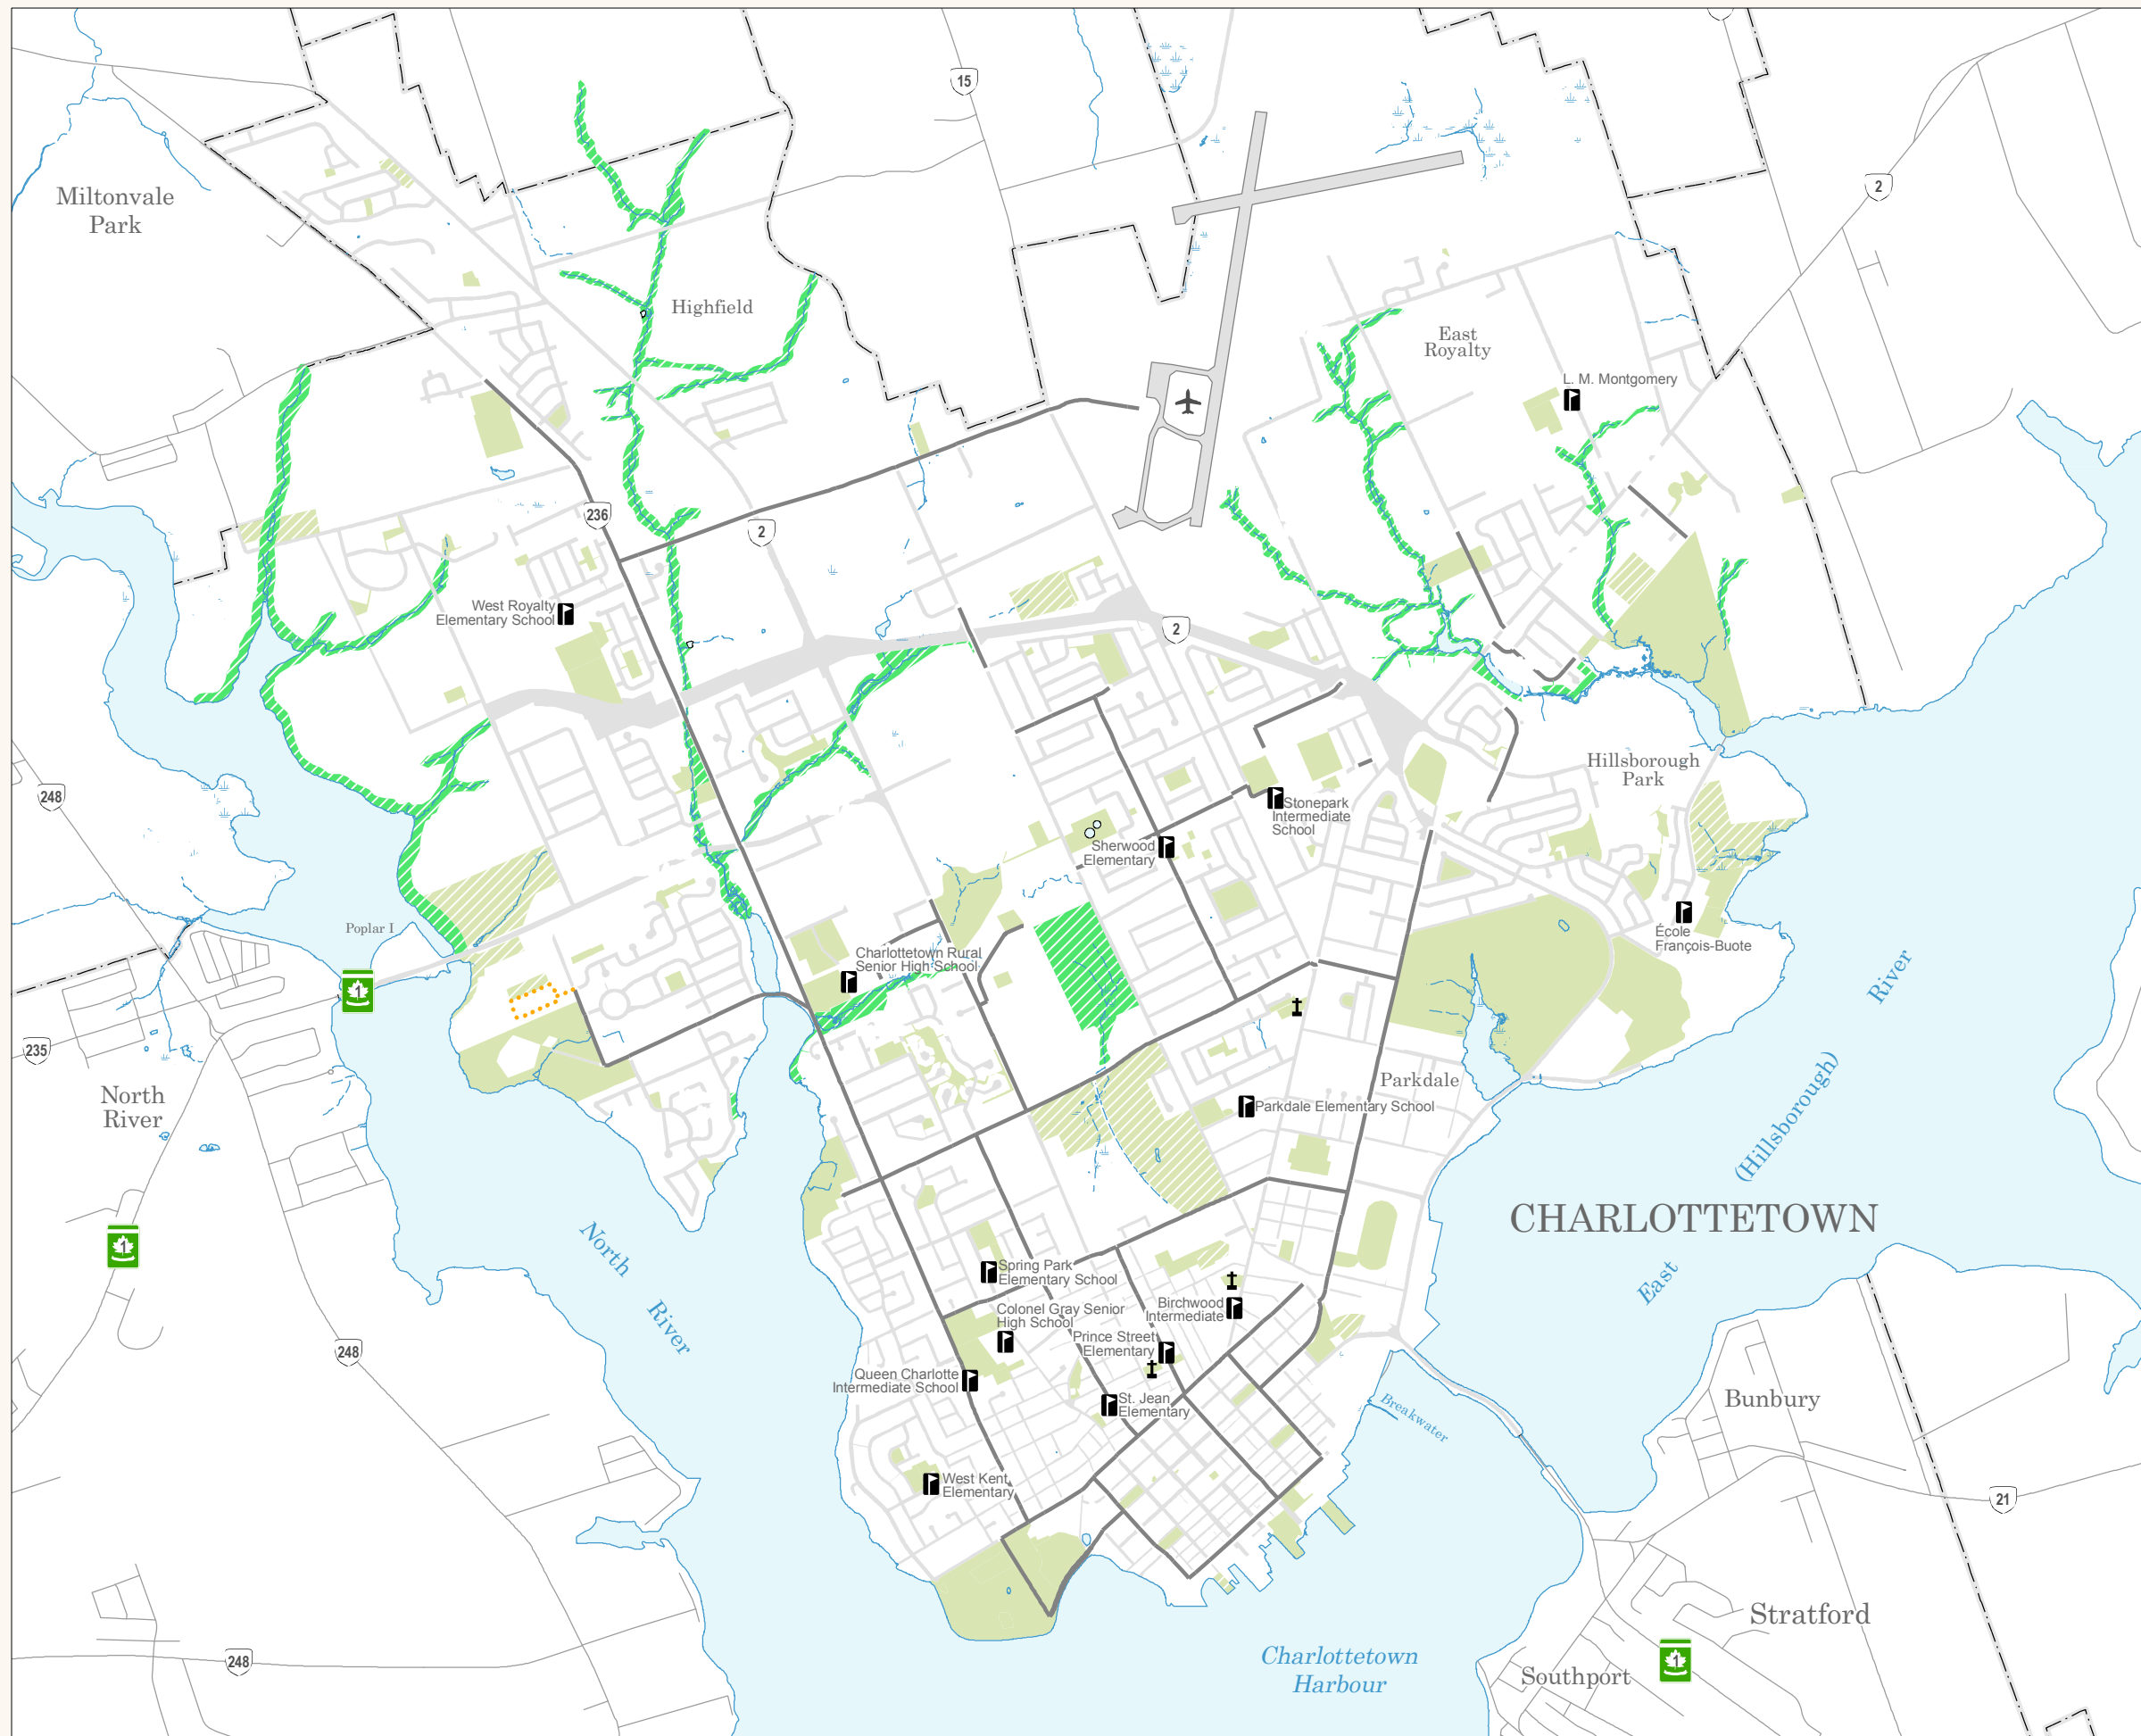 15
2
Miltonvale
Park
Highfield
East
Royalty
L. M. Montgomery
236
2
West Royalty
Elementary School
2
Hillsborough
Park
248
Stonepark
Intermediate
School
Sherwood
Elementary
Poplar I
École
François-Buote
Charlottetown Rural
Senior High School
1
River
235
North
River
Parkdale
Parkdale Elementary School
(Hillsborough)
CHARLOTTETOWN
1
North
River
East
Spring Park
Elementary School
Colonel Gray Senior
High School
Birchwood
Intermediate
Prince Street
Elementary
248
Queen Charlotte
Intermediate School
St. Jean
Elementary
Breakwater
Bunbury
West Kent
Elementary
21
Stratford
248
Charlottetown
Harbour
Southport
1